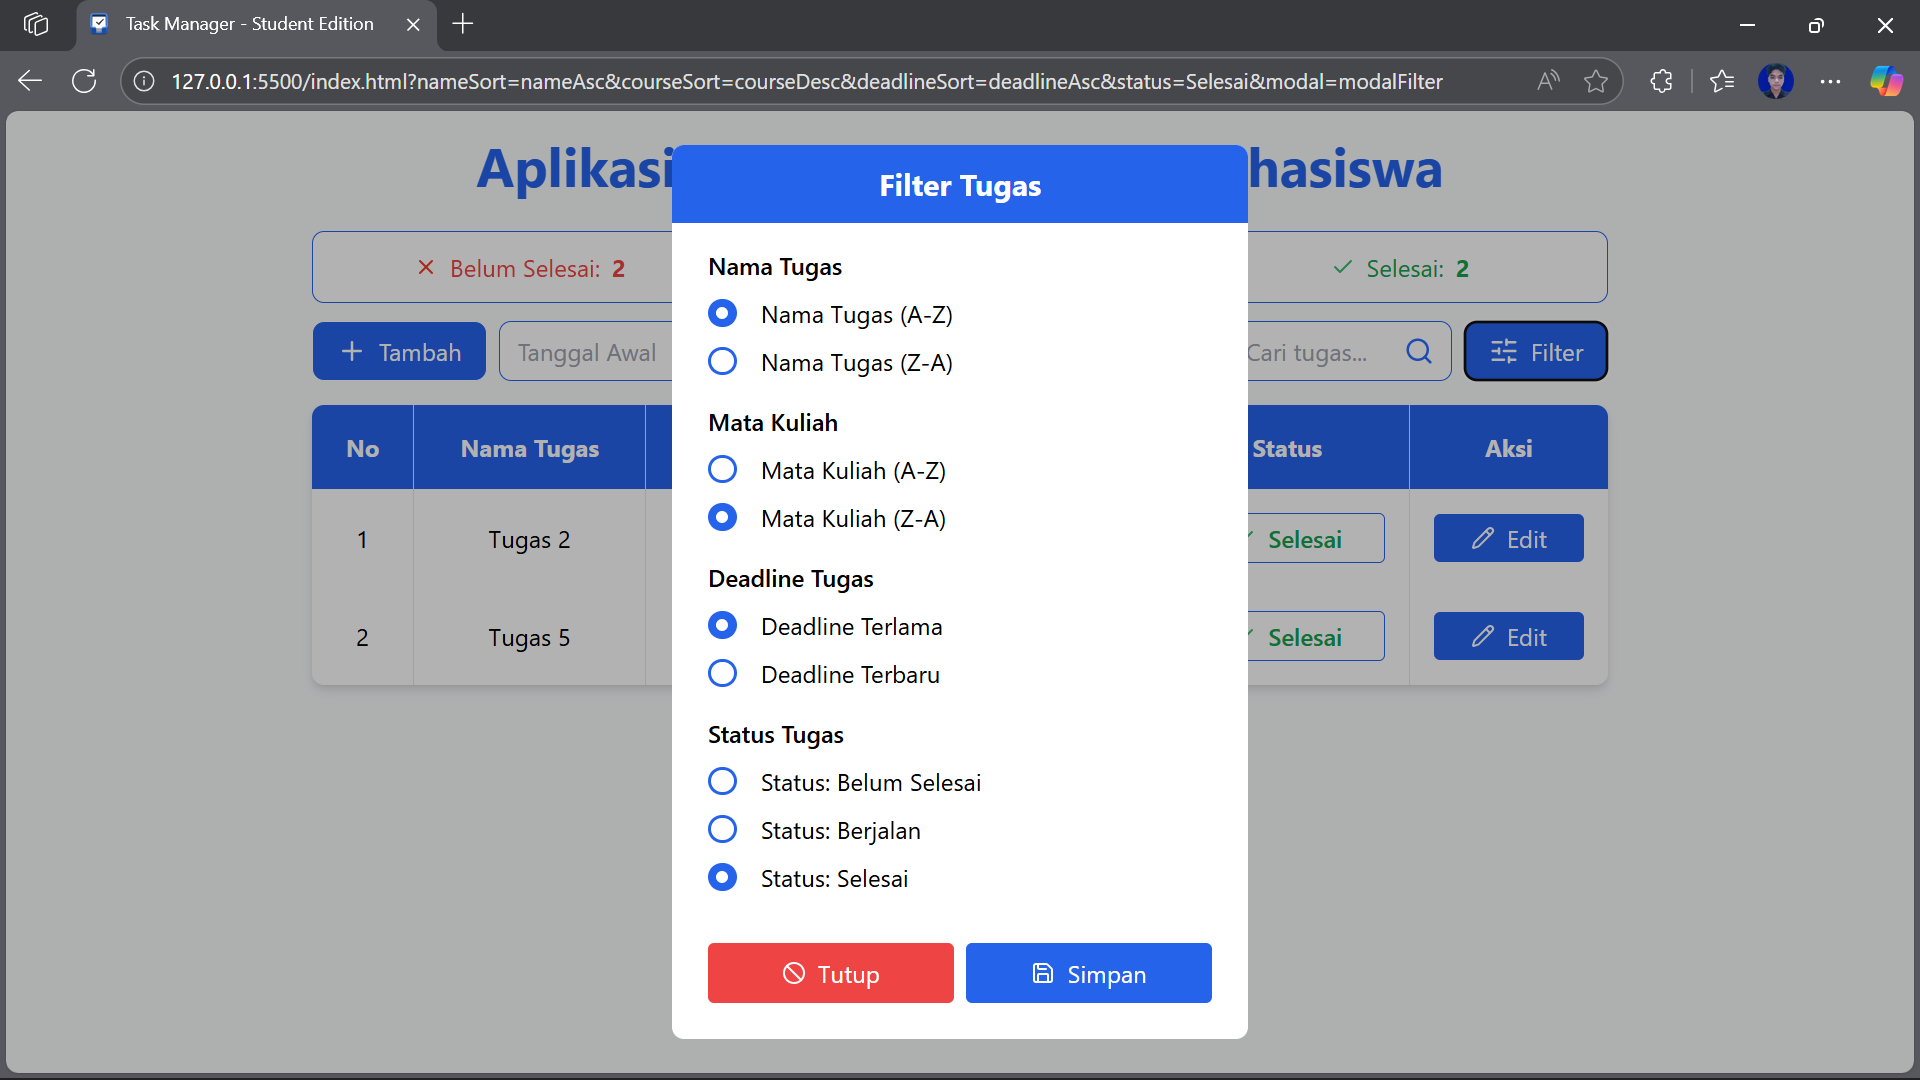 Task Manager - Student Edition
127.0.0.1:5500/index.html?nameSort=nameAsc&courseSort=courseDesc&deadlineSort=deadlineAsc&status=Selesai&modal=modalFilter
Aplikasi hasiswa
Filter Tugas
Belum Selesai: 2
Selesai: 2
Tambah
Tanggal Awal
Cari tugas...
Filter
No
Nama Tugas
Status
Aksi
1
Tugas 2
Selesai
Edit
2
Tugas 5
Selesai
Edit
Nama Tugas
Nama Tugas (A-Z)
Nama Tugas (Z-A)
Mata Kuliah
Mata Kuliah (A-Z)
Mata Kuliah (Z-A)
Deadline Tugas
Deadline Terlama
Deadline Terbaru
Status Tugas
Status: Belum Selesai
Status: Berjalan
Status: Selesai
Tutup
Simpan